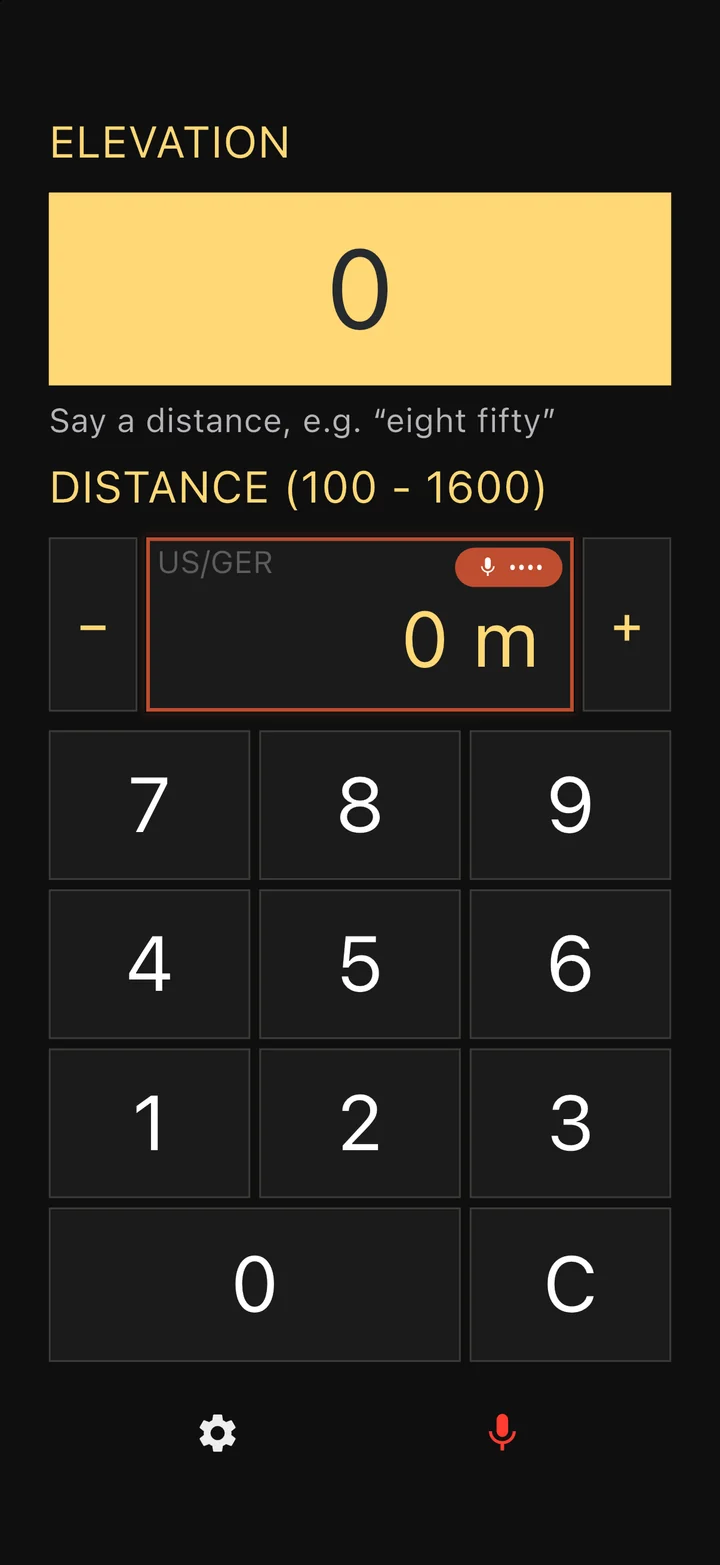 ELEVATION
0
Say a distance, e.g. “eight fifty”
DISTANCE (100 - 1600)
US/GER
− 0 m +
7 8 9
4 5 6
1 2 3
0 C